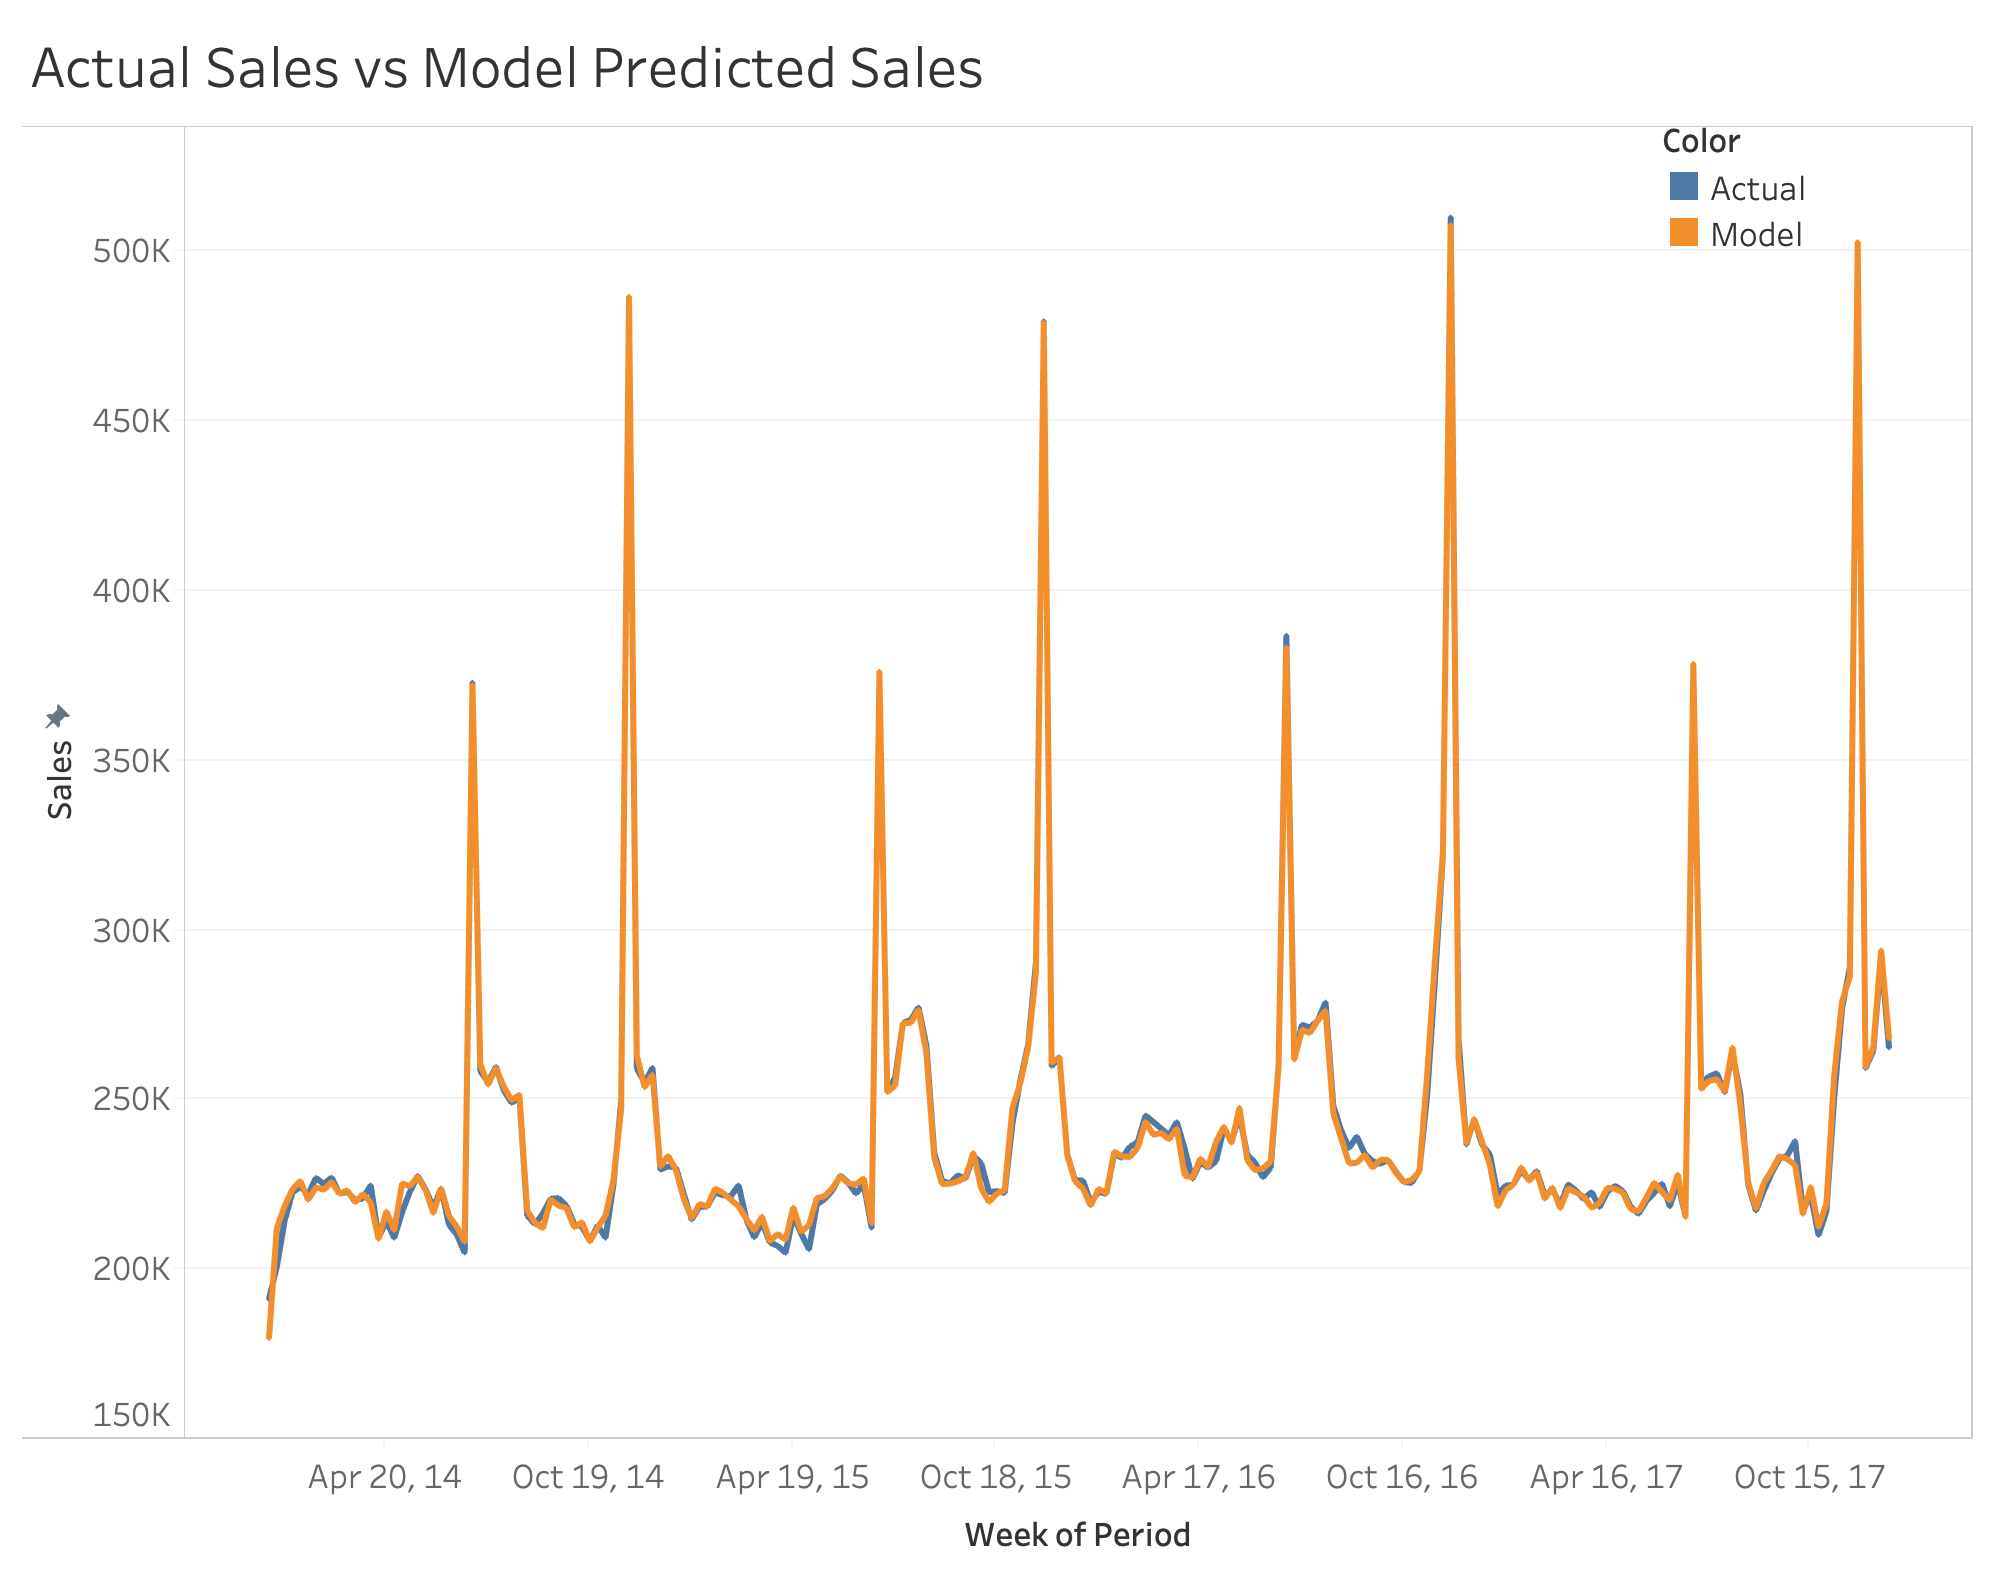 Actual Sales vs Model Predicted Sales
Color
Actual
Model
500K
450K
400K
350K
300K
250K
200K
150K
Sales
Apr 20, 14
Oct 19, 14
Apr 19, 15
Oct 18, 15
Apr 17, 16
Oct 16, 16
Apr 16, 17
Oct 15, 17
Week of Period